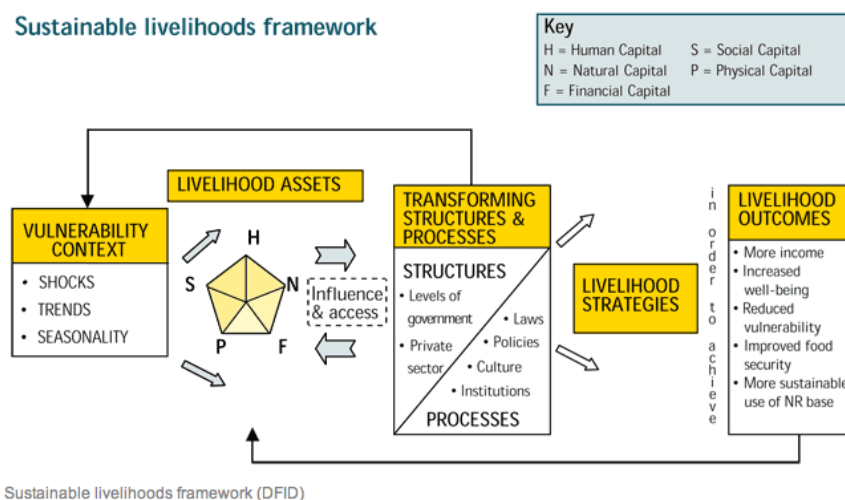 Sustainable livelihoods framework
Key
H = Human Capital S = Social Capital
N = Natural Capital P = Physical Capital
F = Financial Capital
LIVELIHOOD ASSETS
VULNERABILITY
CONTEXT
• SHOCKS
• TRENDS
• SEASONALITY
H
S
N
P
F
Influence
& access
TRANSFORMING
STRUCTURES &
PROCESSES
STRUCTURES
• Levels of
government
• Private
sector
• Laws
• Policies
• Culture
• Institutions
PROCESSES
LIVELIHOOD
STRATEGIES
in order to achieve
LIVELIHOOD
OUTCOMES
• More income
• Increased
well-being
• Reduced
vulnerability
• Improved food
security
• More sustainable
use of NR base
Sustainable livelihoods framework (DFID)